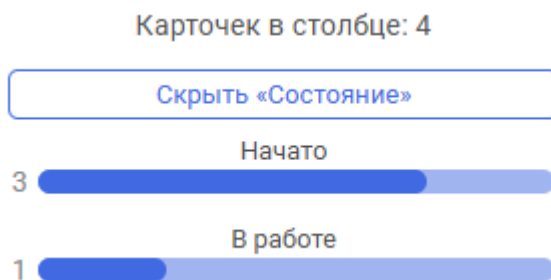 Карточек в столбце: 4
Скрыть «Состояние»
Начато
3
В работе
1